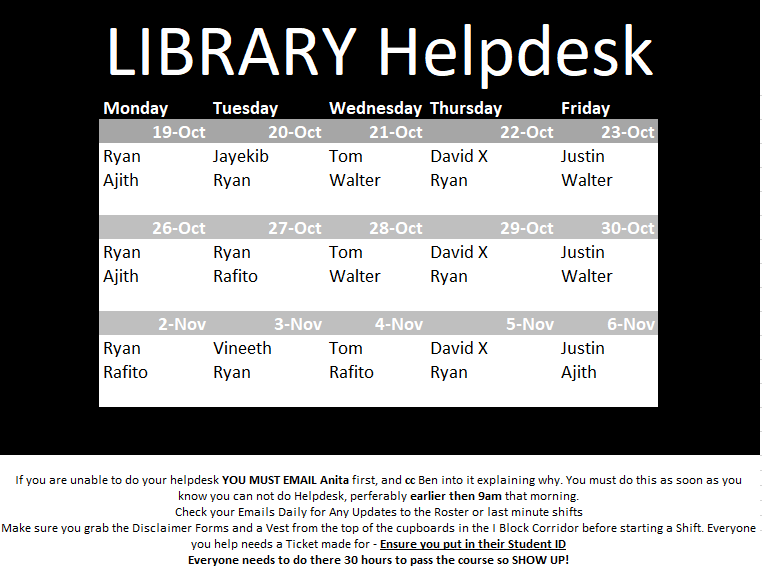 LIBRARY Helpdesk
Monday Tuesday Wednesday Thursday Friday
19-Oct 20-Oct 21-Oct 22-Oct 23-Oct
Ryan Jayekib Tom David X Justin
Ajith Ryan Walter Ryan Walter
26-Oct 27-Oct 28-Oct 29-Oct 30-Oct
Ryan Ryan Tom David X Justin
Ajith Rafito Walter Ryan Walter
2-Nov 3-Nov 4-Nov 5-Nov 6-Nov
Ryan Vineeth Tom David X Justin
Rafito Ryan Rafito Ryan Ajith
If you are unable to do your helpdesk YOU MUST EMAIL Anita first, and cc Ben into it explaining why. You must do this as soon as you
know you can not do Helpdesk, perferably earlier then 9am that morning.
Check your Emails Daily for Any Updates to the Roster or last minute shifts
Make sure you grab the Disclaimer Forms and a Vest from the top of the cupboards in the I Block Corridor before starting a Shift. Everyone
you help needs a Ticket made for - Ensure you put in their Student ID
Everyone needs to do there 30 hours to pass the course so SHOW UP!